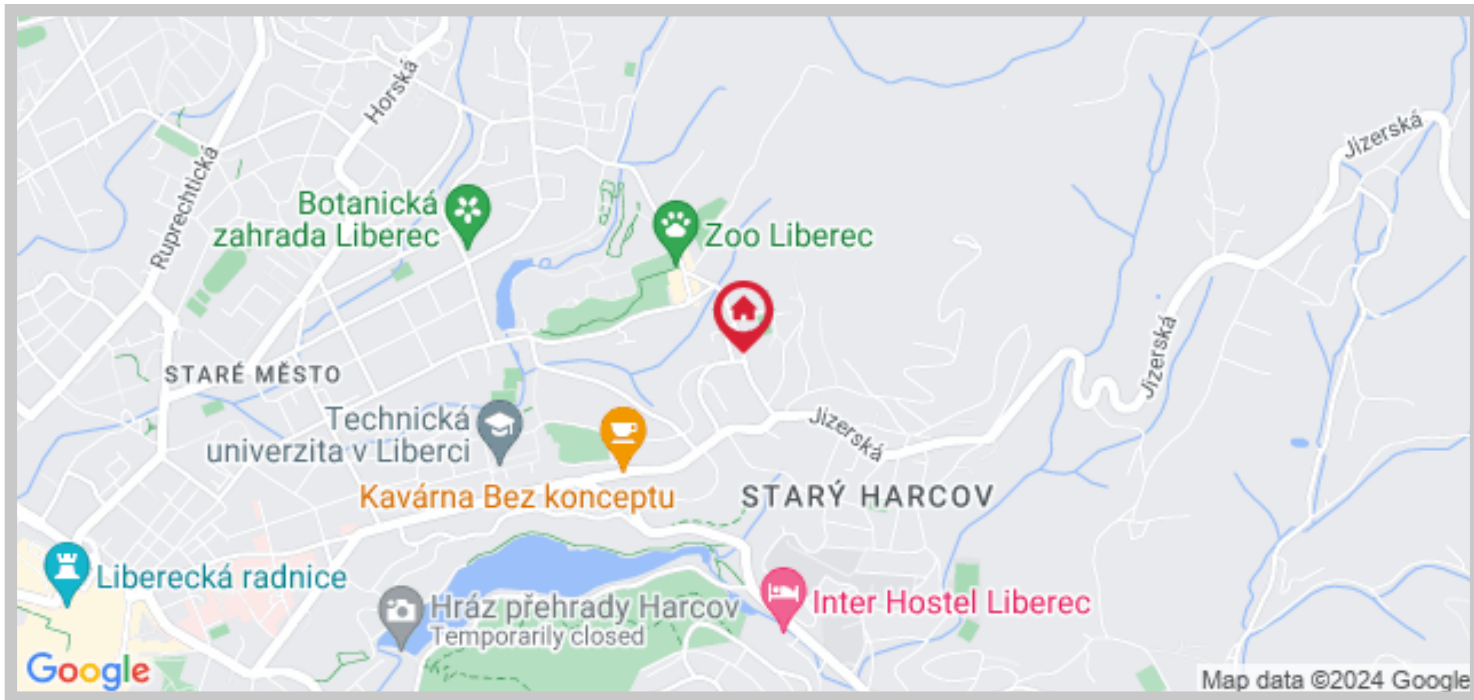 Horská
Jizerská
Ruprechtická
Botanická
zahrada Liberec
Zoo Liberec
Jizerská
STARÉ MĚSTO
Technická
univerzita v Liberci
Jizerská
Kavárna Bez konceptu
STARÝ HARCOV
Liberecká radnice
Hráz přehrady Harcov
Temporarily closed
Inter Hostel Liberec
Google
Map data ©2024 Google